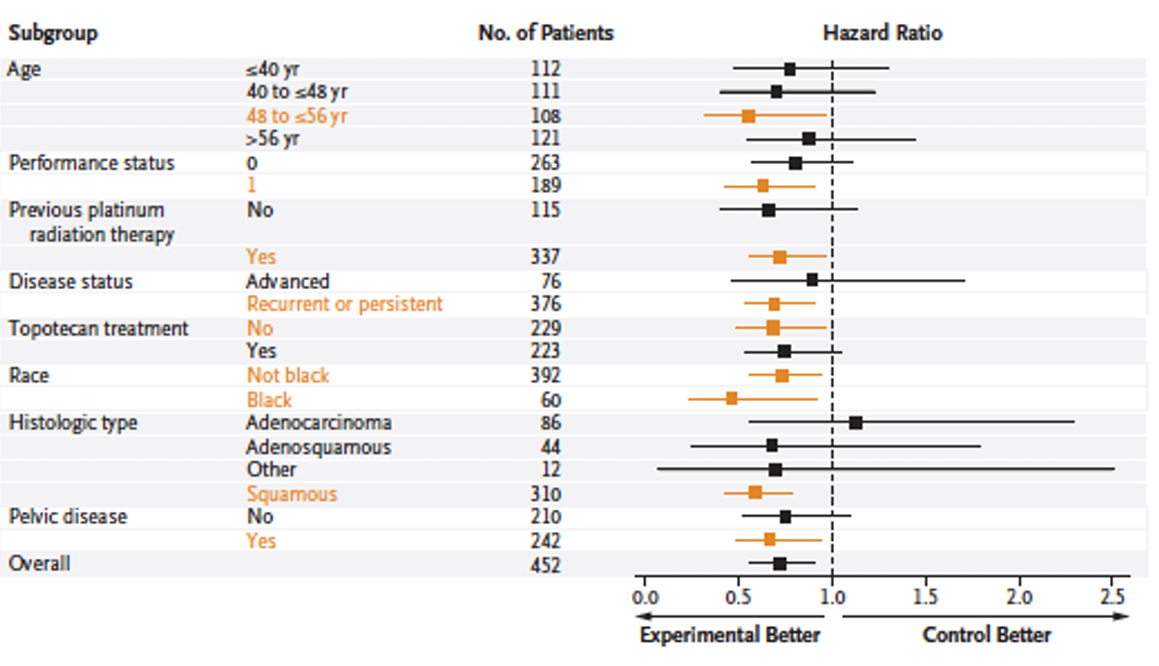 Subgroup No. of Patients Hazard Ratio
Age ≤40 yr 112
40 to ≤48 yr 111
48 to ≤56 yr 108
>56 yr 121
Performance status 0 263
1 189
Previous platinum No 115
radiation therapy
Yes 337
Disease status Advanced 76
Recurrent or persistent 376
Topotecan treatment No 229
Yes 223
Race Not black 392
Black 60
Histologic type Adenocarcinoma 86
Adenosquamous 44
Other 12
Squamous 310
Pelvic disease No 210
Yes 242
Overall 452
0.0 0.5 1.0 1.5 2.0 2.5
Experimental Better Control Better